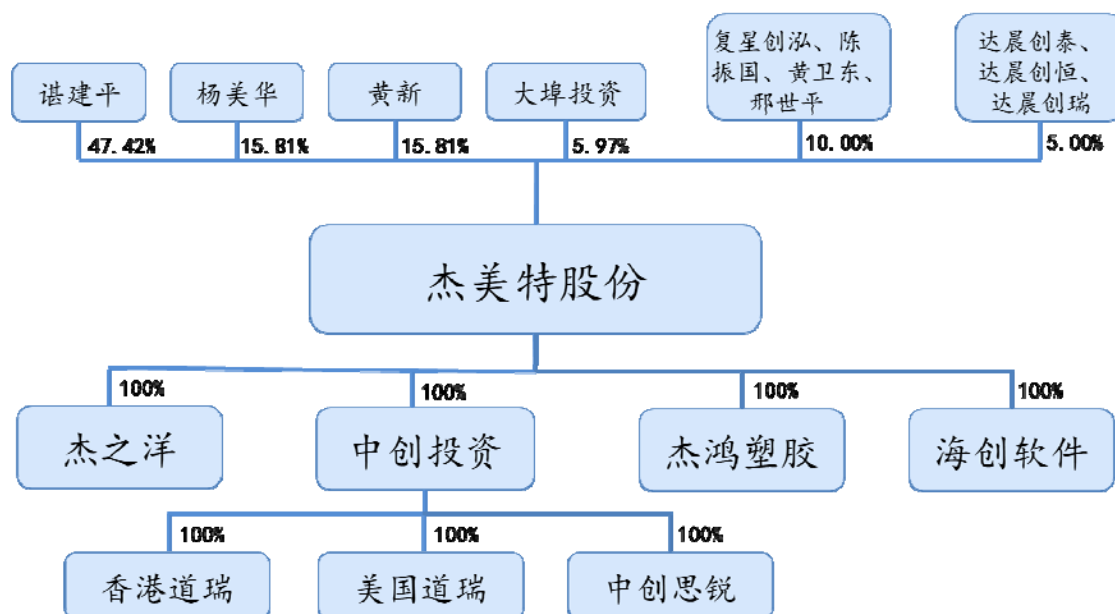 谌建平
杨美华
黄新
大埠投资
复星创泓、陈
振国、黄卫东、
邢世平
达晨创泰、
达晨创恒、
达晨创瑞
47.42%
15.81%
15.81%
5.97%
10.00%
5.00%
杰美特股份
100%
100%
100%
100%
杰之洋
中创投资
杰鸿塑胶
海创软件
100%
100%
100%
香港道瑞
美国道瑞
中创思锐